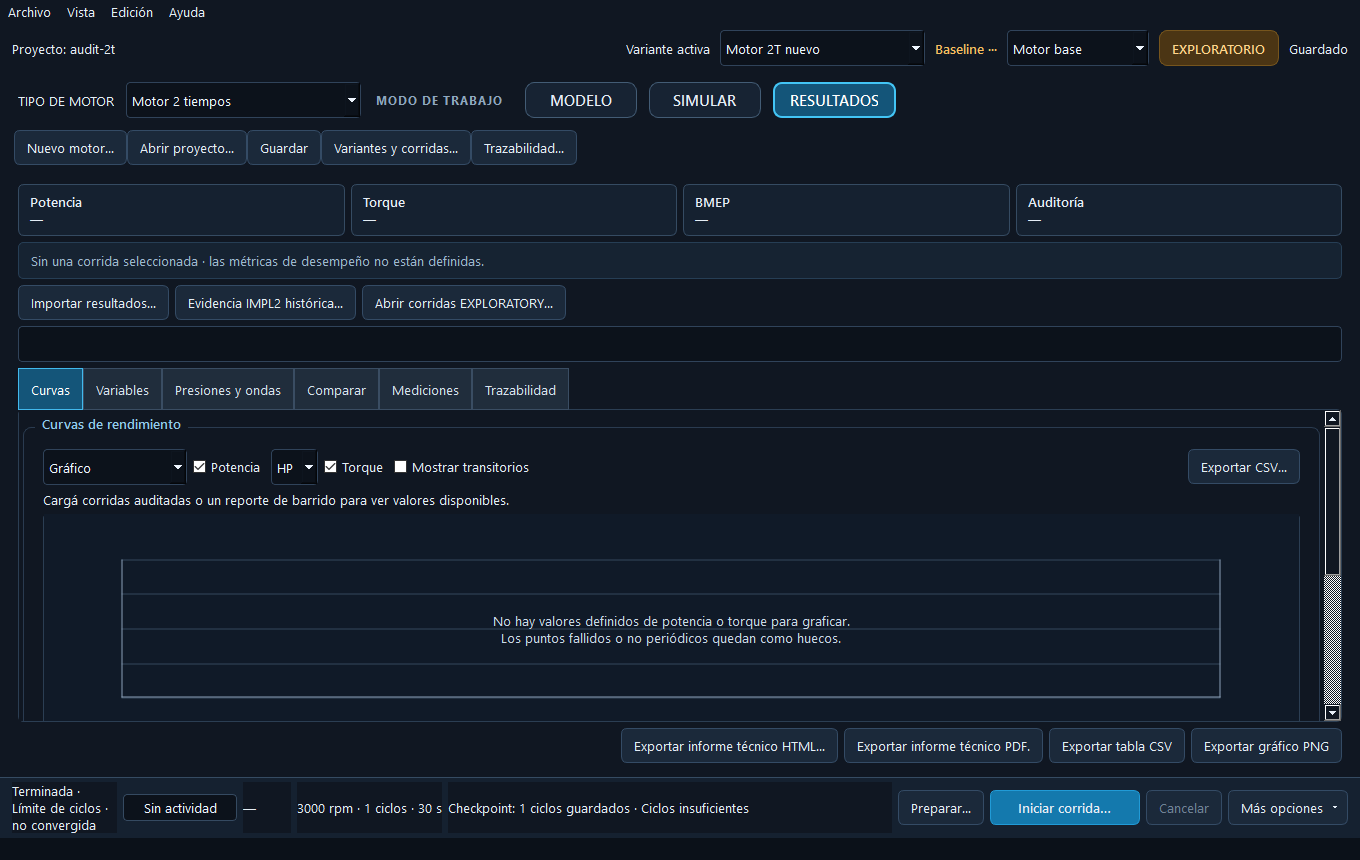 Archivo Vista Edición Ayuda
Proyecto: audit-2t Variante activa Motor 2T nuevo Baseline ··· Motor base EXPLORATORIO Guardado
TIPO DE MOTOR Motor 2 tiempos MODO DE TRABAJO MODELO SIMULAR RESULTADOS
Nuevo motor... Abrir proyecto... Guardar Variantes y corridas... Trazabilidad...
Potencia Torque BMEP Auditoría
— — — —
Sin una corrida seleccionada · las métricas de desempeño no están definidas.
Importar resultados... Evidencia IMPL2 histórica... Abrir corridas EXPLORATORY...
Curvas Variables Presiones y ondas Comparar Mediciones Trazabilidad
Curvas de rendimiento
Gráfico Potencia HP Torque Mostrar transitorios Exportar CSV...
Cargá corridas auditadas o un reporte de barrido para ver valores disponibles.
No hay valores definidos de potencia o torque para graficar.
Los puntos fallidos o no periódicos quedan como huecos.
Exportar informe técnico HTML... Exportar informe técnico PDF. Exportar tabla CSV Exportar gráfico PNG
Terminada ·
Límite de ciclos ·
no convergida
Sin actividad — 3000 rpm · 1 ciclos · 30 s Checkpoint: 1 ciclos guardados · Ciclos insuficientes Preparar... Iniciar corrida... Cancelar Más opciones